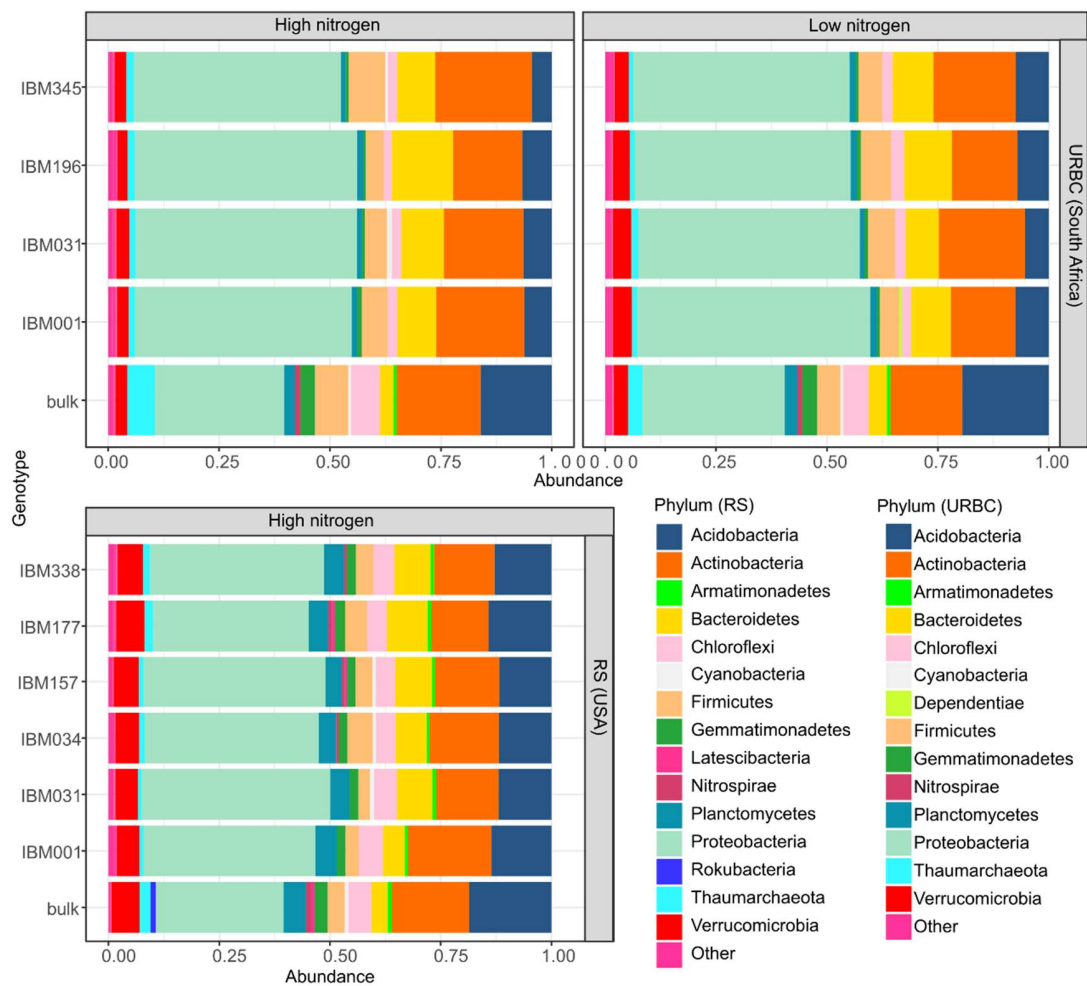 High nitrogen
Low nitrogen
IBM345
IBM196
IBM031
IBM001
bulk
URBC (South Africa)
0.00 0.25 0.50 0.75 1.00
0.00 0.25 0.50 0.75 1.00
Abundance
Genotype
High nitrogen
IBM338
IBM177
IBM157
IBM034
IBM031
IBM001
bulk
RS (USA)
0.00 0.25 0.50 0.75 1.00
Abundance
Phylum (RS)
Acidobacteria
Actinobacteria
Armatimonadetes
Bacteroidetes
Chloroflexi
Cyanobacteria
Firmicutes
Gemmatimonadetes
Latescibacteria
Nitrospirae
Planctomycetes
Proteobacteria
Rokubacteria
Thaumarchaeota
Verrucomicrobia
Other
Phylum (URBC)
Acidobacteria
Actinobacteria
Armatimonadetes
Bacteroidetes
Chloroflexi
Cyanobacteria
Dependentiae
Firmicutes
Gemmatimonadetes
Nitrospirae
Planctomycetes
Proteobacteria
Thaumarchaeota
Verrucomicrobia
Other